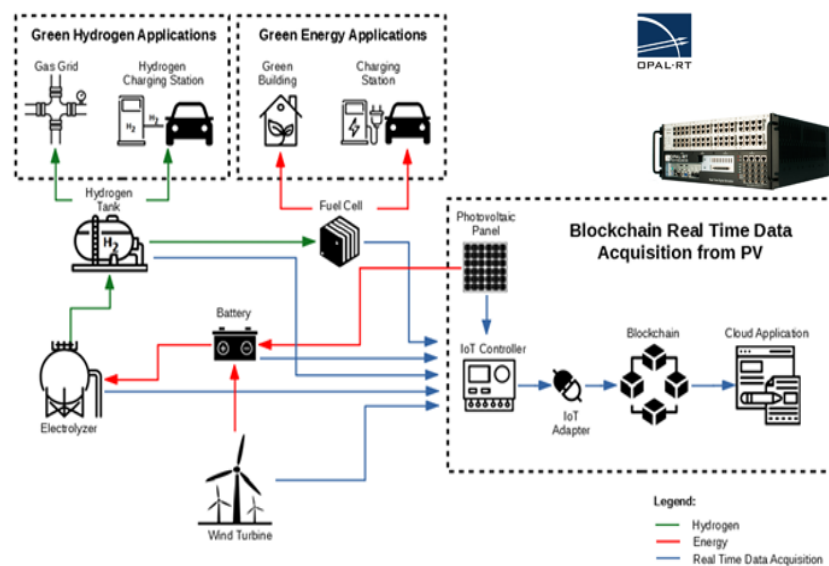 Green Hydrogen Applications
Gas Grid
Hydrogen
Charging Station
H2
H2
Green Energy Applications
Green
Building
Charging
Station
OPAL-RT
Hydrogen
Tank
H2
Fuel Cell
Photovoltaic
Panel
Blockchain Real Time Data
Acquisition from PV
Battery
IoT Controller
Blockchain
Cloud Application
Electrolyzer
IoT
Adapter
Wind Turbine
Legend:
Hydrogen
Energy
Real Time Data Acquisition